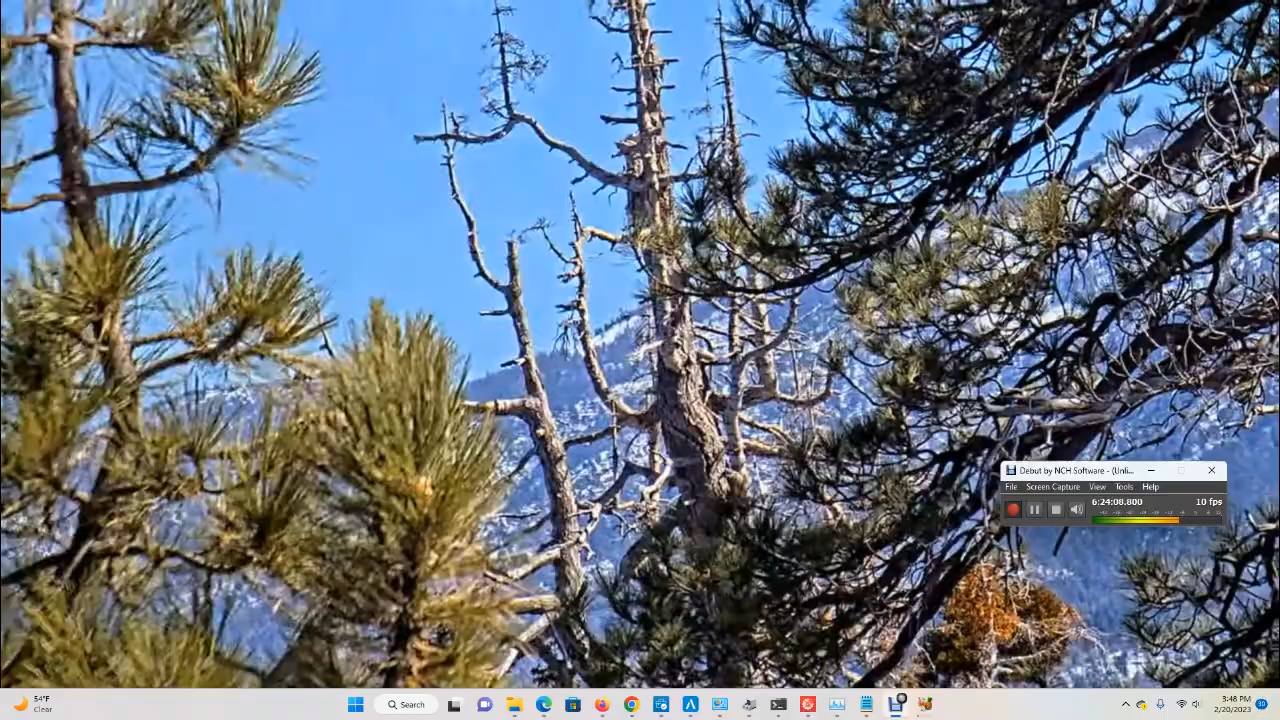 Debut by NCH Software - (Unli...
File Screen Capture View Tools Help
6:24:08.800 10 fps
54°F
Clear
Search
3:48 PM
2/20/2023